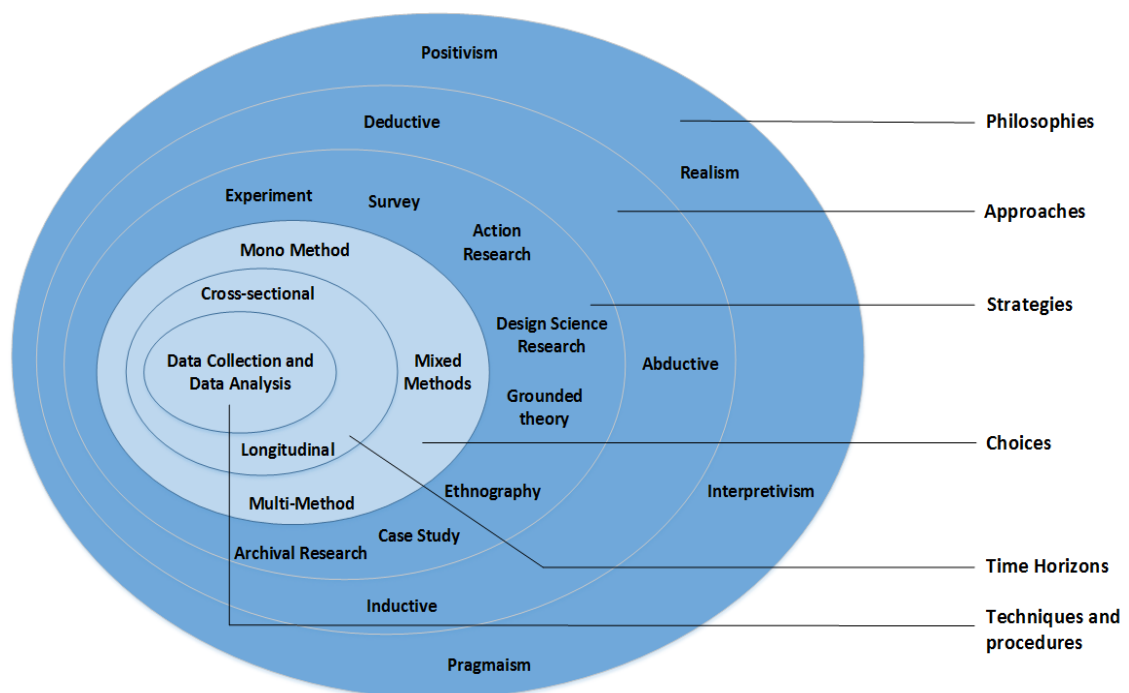 Positivism
Philosophies
Deductive
Realism
Approaches
Experiment
Survey
Action
Research
Mono Method
Cross-sectional
Strategies
Design Science
Research
Data Collection and
Data Analysis
Mixed
Methods
Abductive
Grounded
theory
Choices
Longitudinal
Ethnography
Interpretivism
Multi-Method
Case Study
Archival Research
Time Horizons
Inductive
Techniques and
procedures
Pragmaism